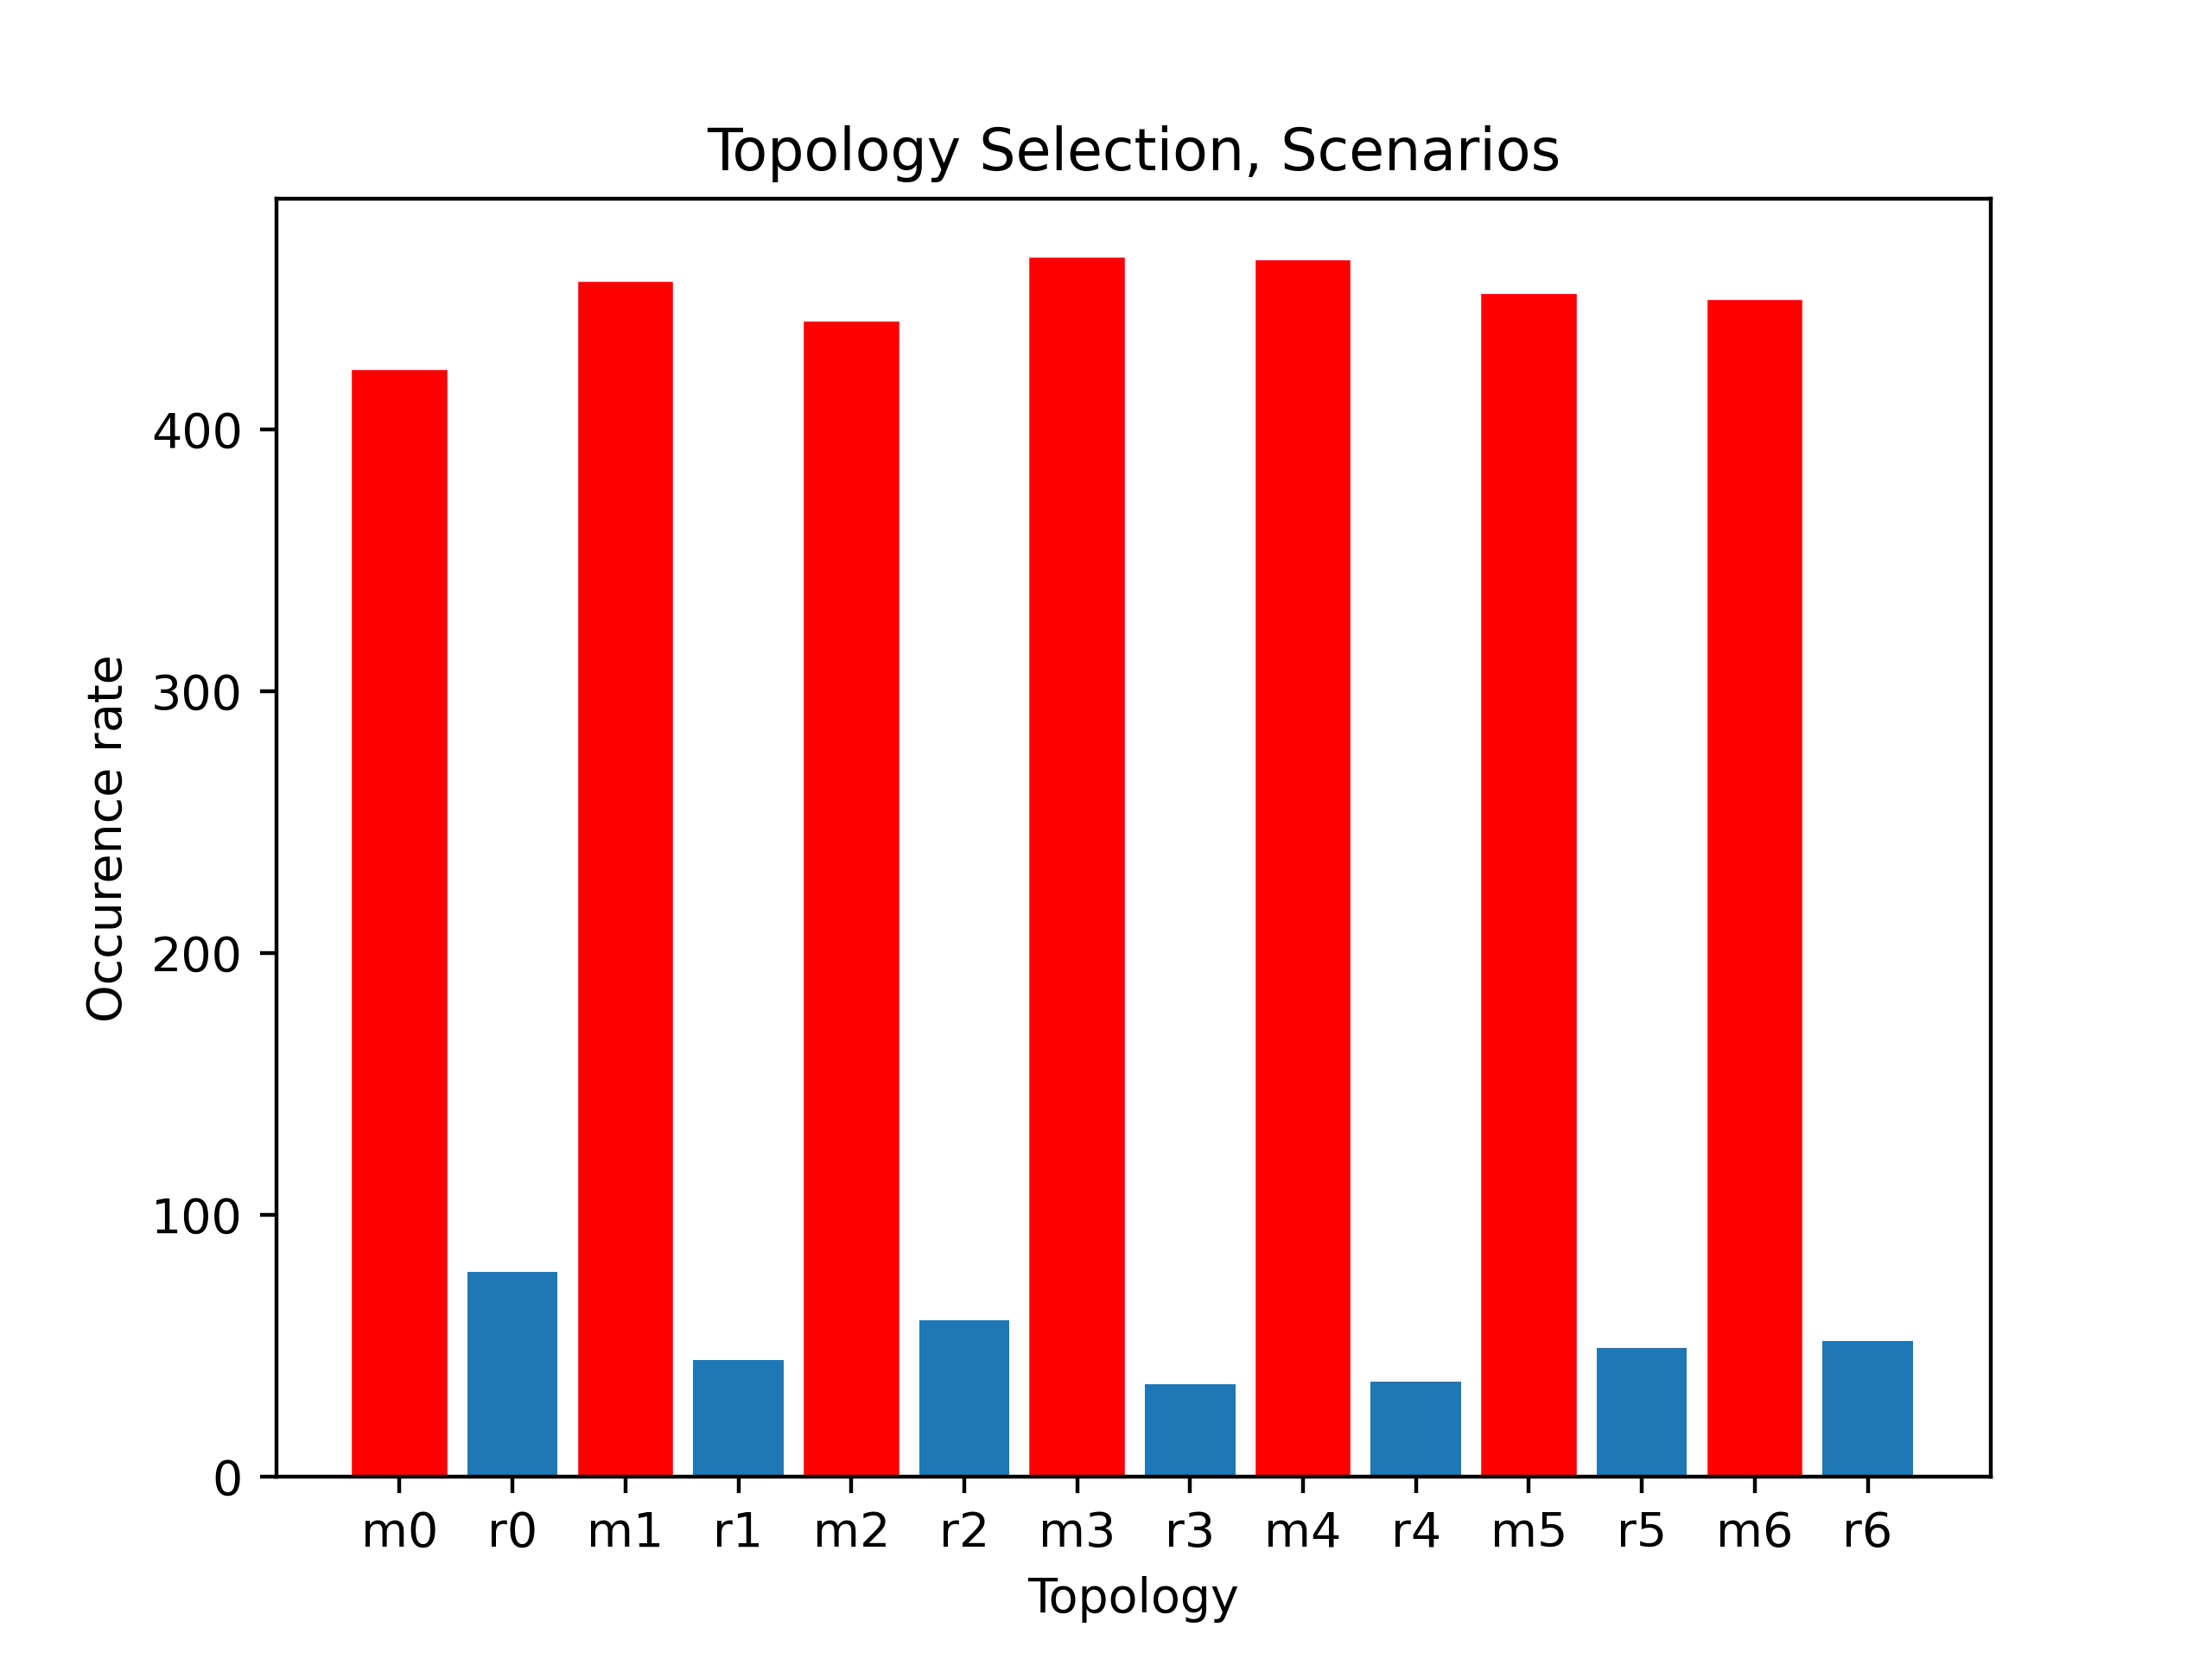 Topology Selection, Scenarios
Occurence rate
400
300
200
100
0
m0 r0 m1 r1 m2 r2 m3 r3 m4 r4 m5 r5 m6 r6
Topology